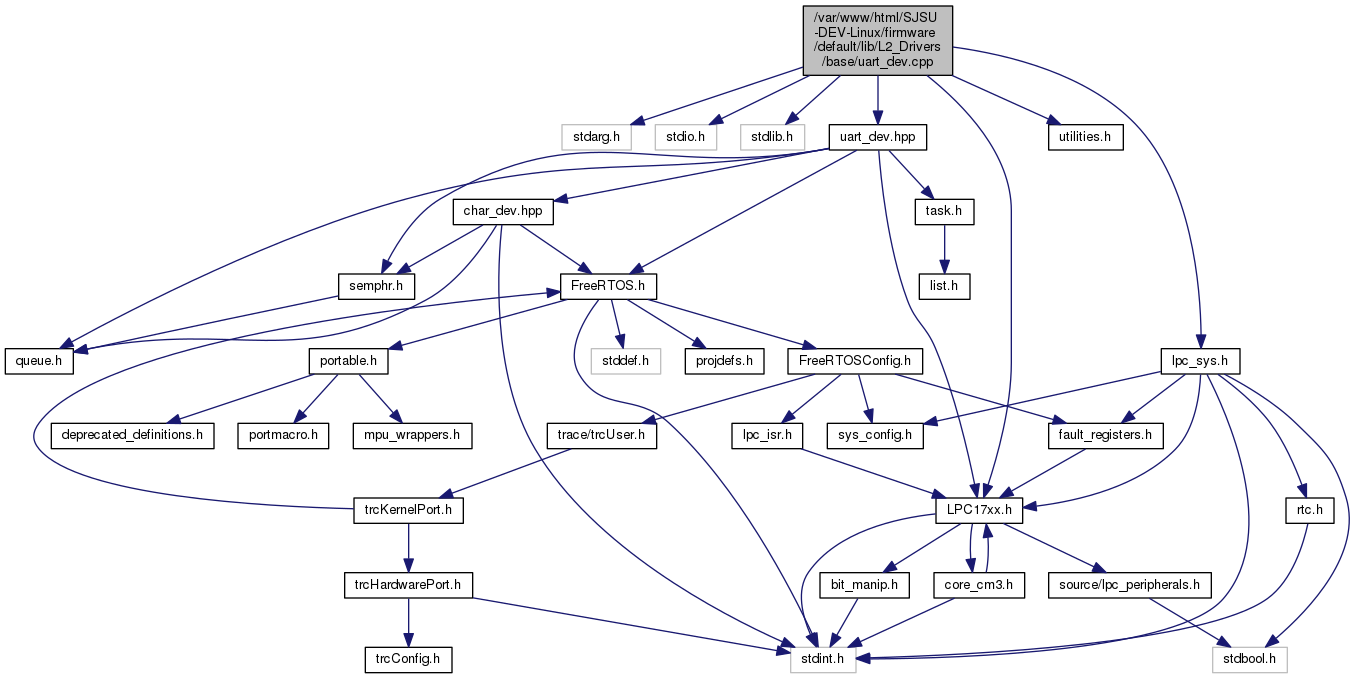 /var/www/html/SJSU
-DEV-Linux/firmware
/default/lib/L2_Drivers
/base/uart_dev.cpp
stdarg.h
stdio.h
stdlib.h
uart_dev.hpp
utilities.h
char_dev.hpp
task.h
semphr.h
FreeRTOS.h
list.h
queue.h
portable.h
stddef.h
projdefs.h
FreeRTOSConfig.h
lpc_sys.h
deprecated_definitions.h
portmacro.h
mpu_wrappers.h
trace/trcUser.h
lpc_isr.h
sys_config.h
fault_registers.h
trcKernelPort.h
LPC17xx.h
rtc.h
trcHardwarePort.h
bit_manip.h
core_cm3.h
source/lpc_peripherals.h
trcConfig.h
stdint.h
stdbool.h